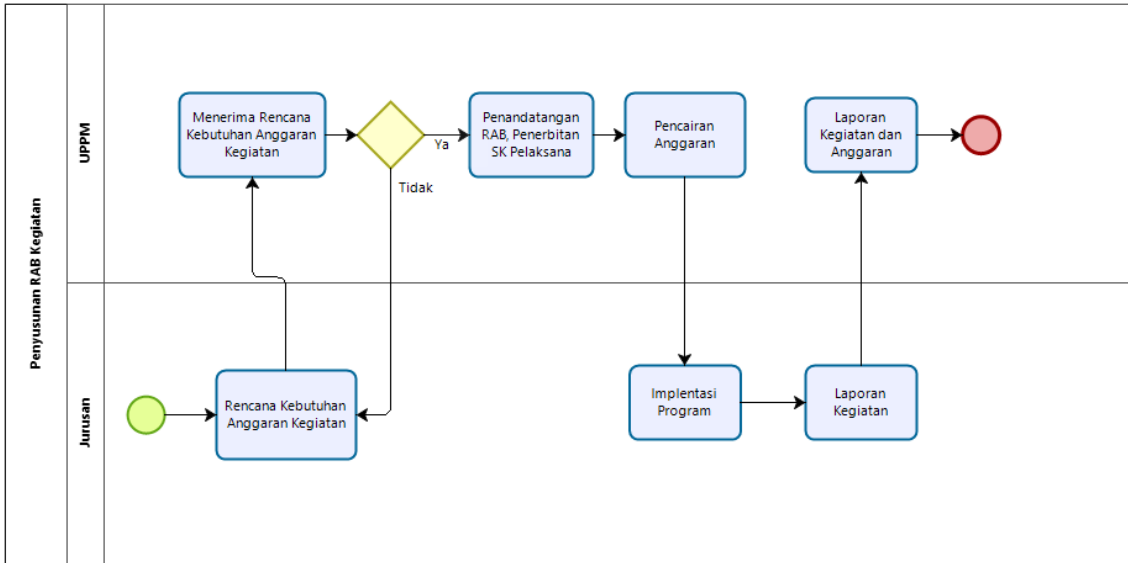 Penyusunan RAB Kegiatan
UPPM
Menerima Rencana
Kebutuhan Anggaran
Kegiatan
Ya
Tidak
Penandatangan
RAB, Penerbitan
SK Pelaksana
Pencairan
Anggaran
Laporan
Kegiatan dan
Anggaran
Jurusan
Rencana Kebutuhan
Anggaran Kegiatan
Implentasi
Program
Laporan
Kegiatan